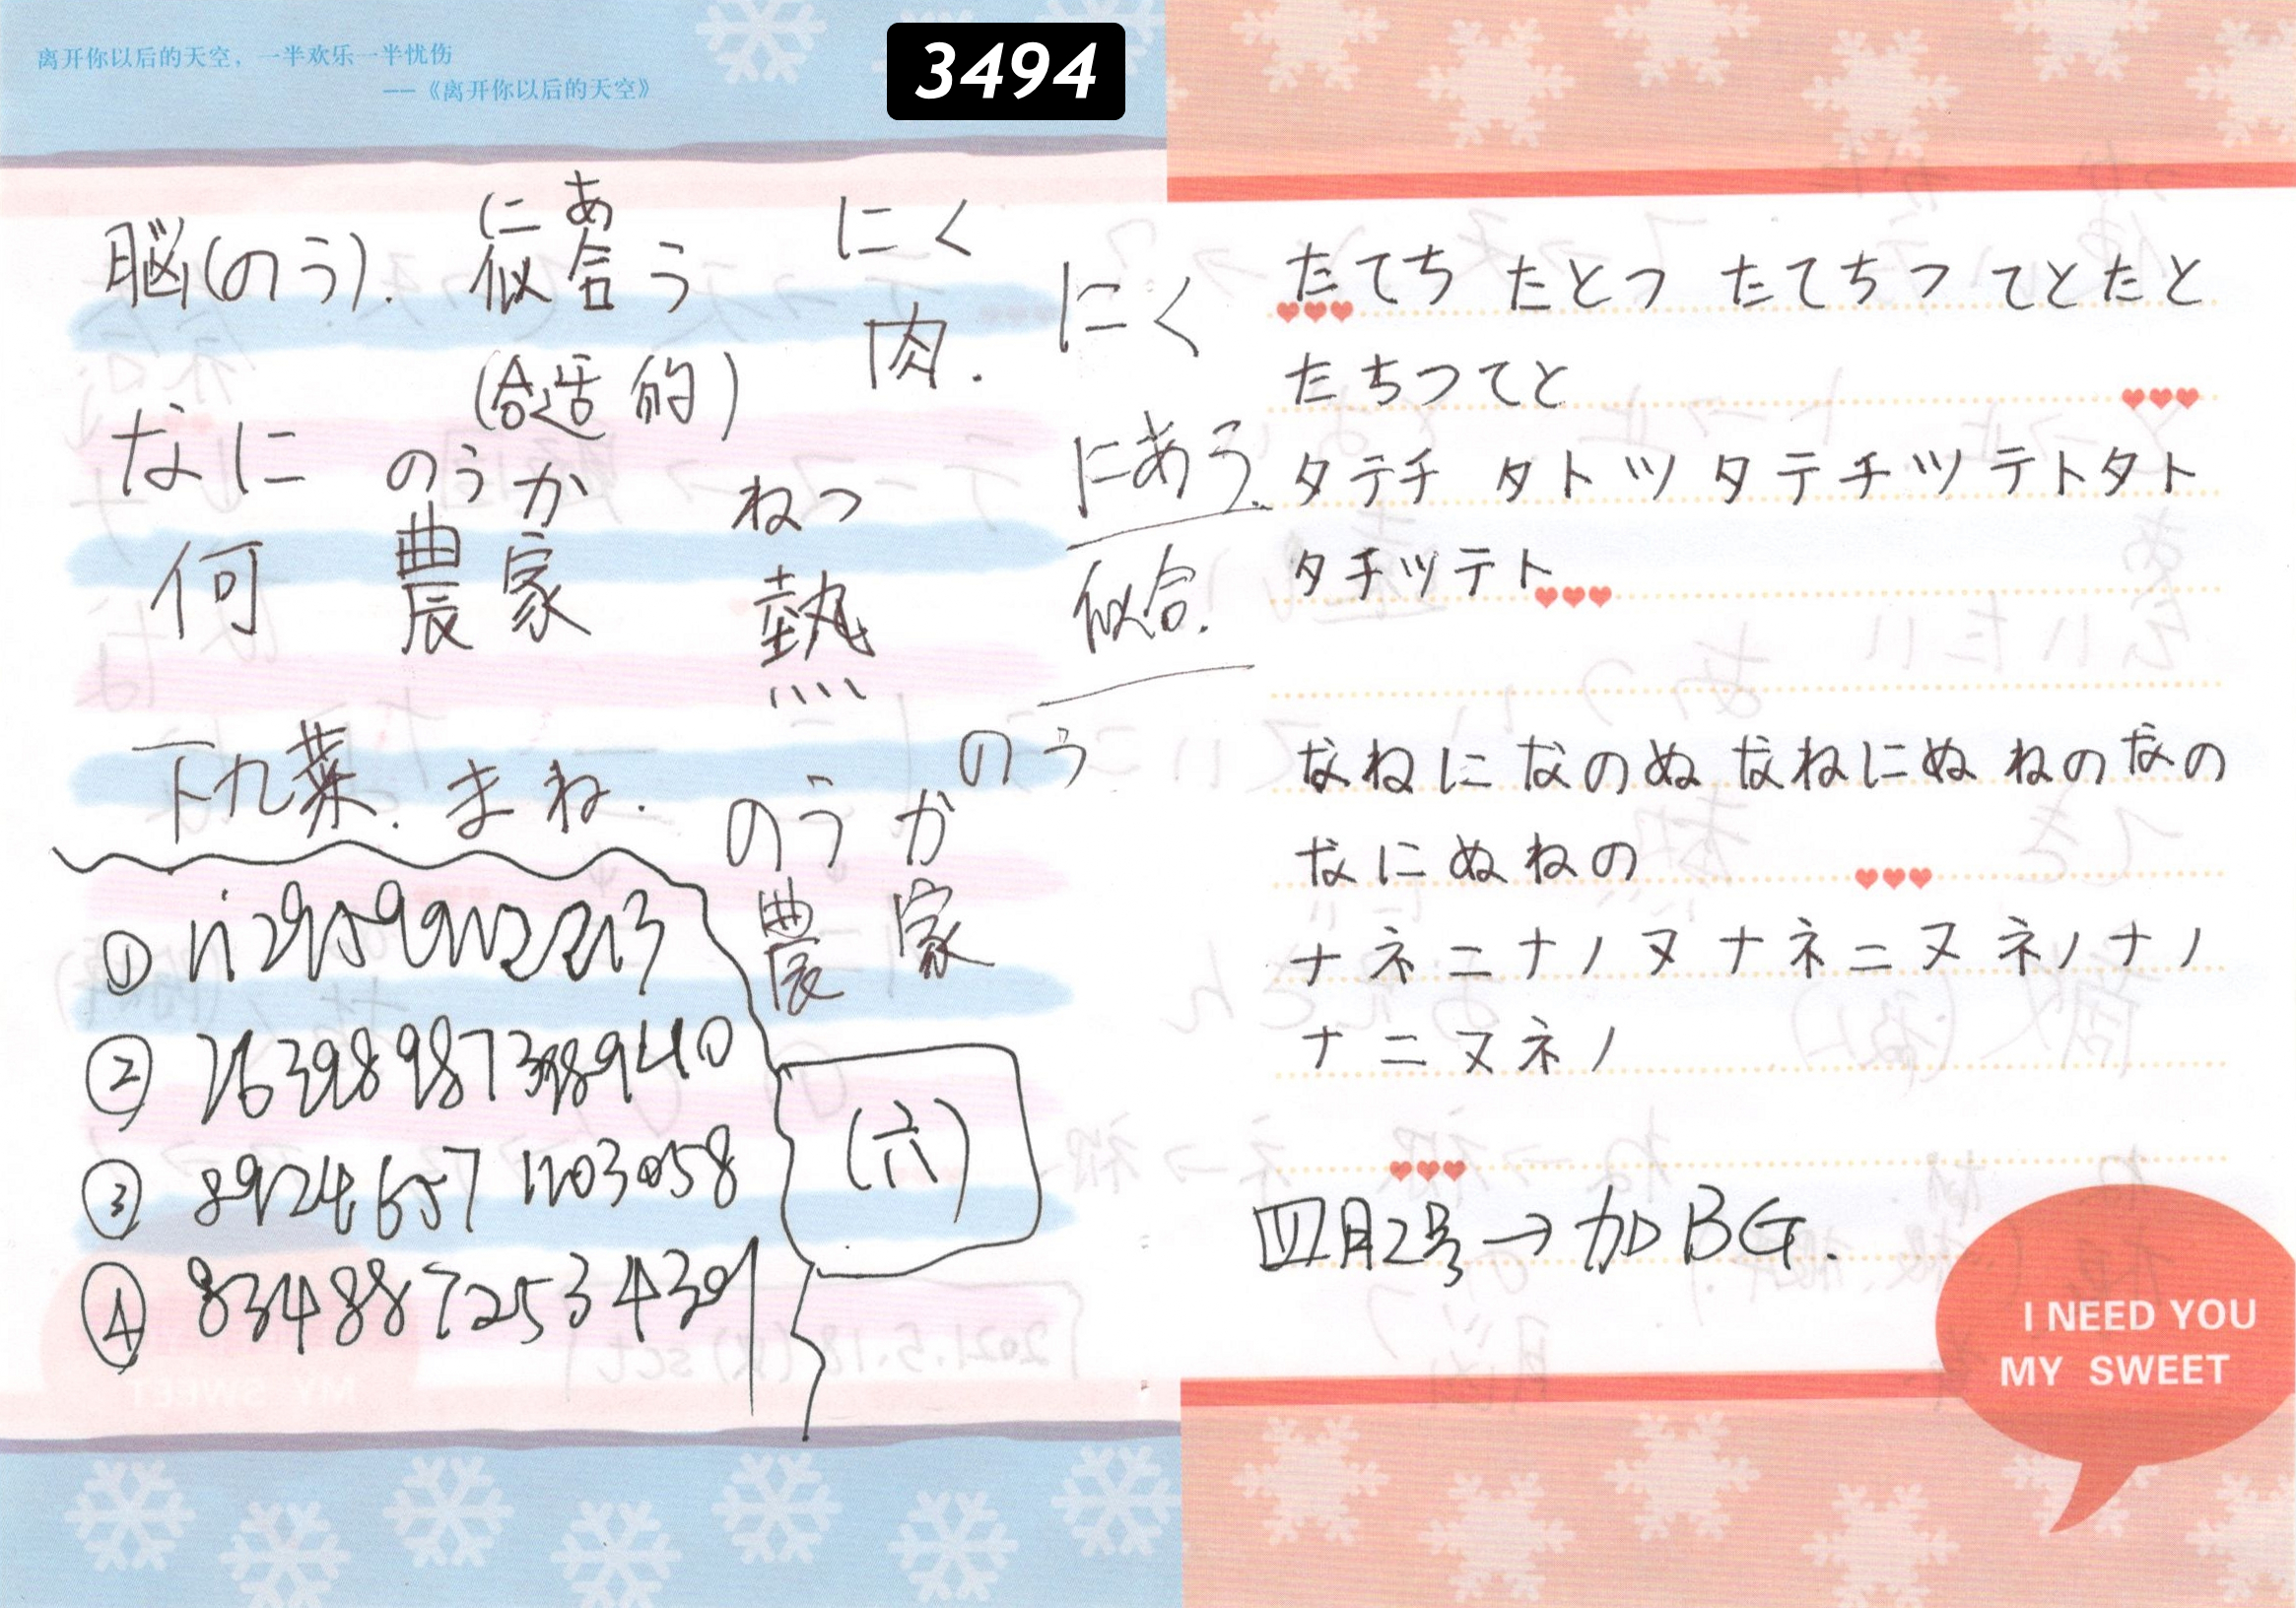 3494
离开你以后的天空，一半欢乐一半忧伤
——《离开你以后的天空》
脳(のう).
にあ
似合う
(合适的)
にく
肉.
にく
なに
何
のうか
農家
ねつ
熱
にあう.
似合.
下九菜. まね.
のう
のうか
農家
①
② 7639898738940
③ 8924657 1103058
④
(六)
たてち たとつ たてちつ てとたと
たちつてと
タテチ タトツ タテチツ テトタト
タチツテト
なねに なのぬ なねにぬ ねのなの
なにぬねの
ナネニ ナノヌ ナネニヌ ネノナノ
ナニヌネノ
四月2号→加BG.
I NEED YOU
MY SWEET